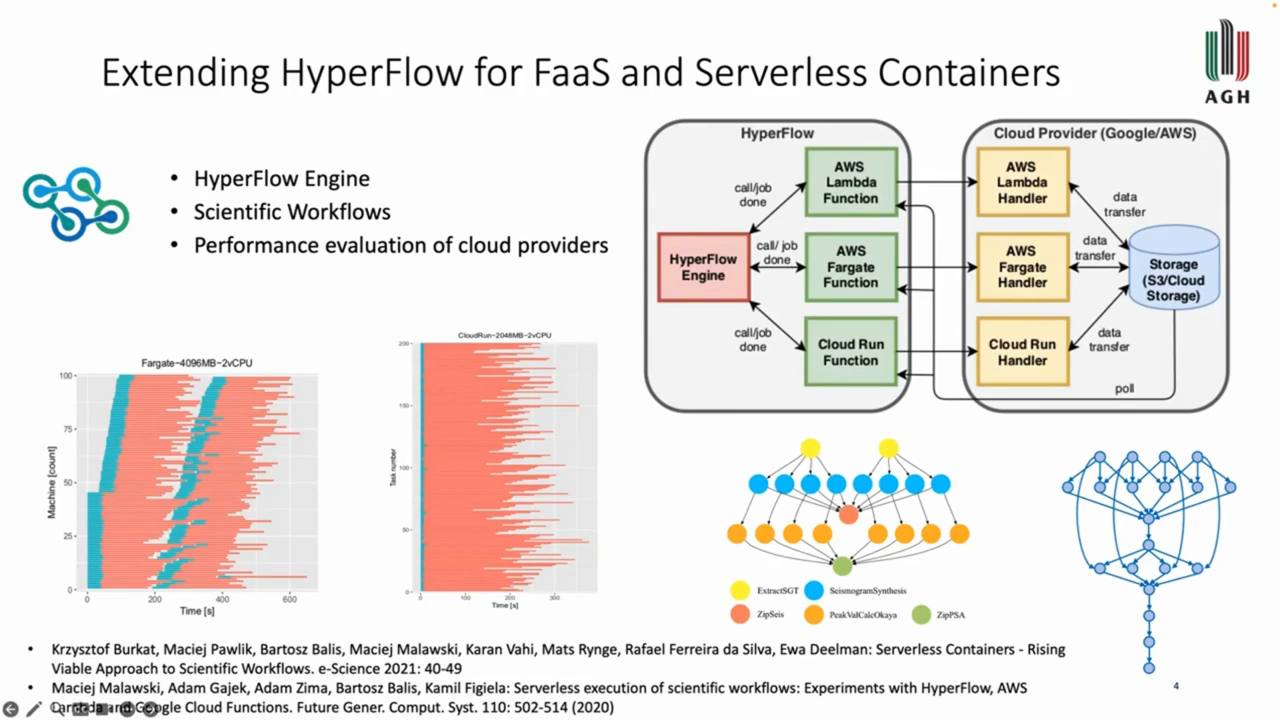 Extending HyperFlow for FaaS and Serverless Containers
AGH
• HyperFlow Engine
• Scientific Workflows
• Performance evaluation of cloud providers
HyperFlow
Cloud Provider (Google/AWS)
HyperFlow
Engine
call/job
done
call/ job
done
call/job
done
AWS
Lambda
Function
AWS
Fargate
Function
Cloud Run
Function
AWS
Lambda
Handler
AWS
Fargate
Handler
Cloud Run
Handler
data
transfer
data
transfer
data
transfer
Storage
(S3/Cloud
Storage)
poll
Fargate−4096MB−2vCPU
Machine [count]
100
75
50
25
0
0 200 400 600
Time [s]
CloudRun−2048MB−2vCPU
Task number
200
150
100
50
0
0 100 200 300
Time [s]
ExtractSGT
SeismogramSynthesis
ZipSeis
PeakValCalcOkaya
ZipPSA
• Krzysztof Burkat, Maciej Pawlik, Bartosz Balis, Maciej Malawski, Karan Vahi, Mats Rynge, Rafael Ferreira da Silva, Ewa Deelman: Serverless Containers - Rising
Viable Approach to Scientific Workflows. e-Science 2021: 40-49
• Maciej Malawski, Adam Gajek, Adam Zima, Bartosz Balis, Kamil Figiela: Serverless execution of scientific workflows: Experiments with HyperFlow, AWS
Lambda and Google Cloud Functions. Future Gener. Comput. Syst. 110: 502-514 (2020)
4